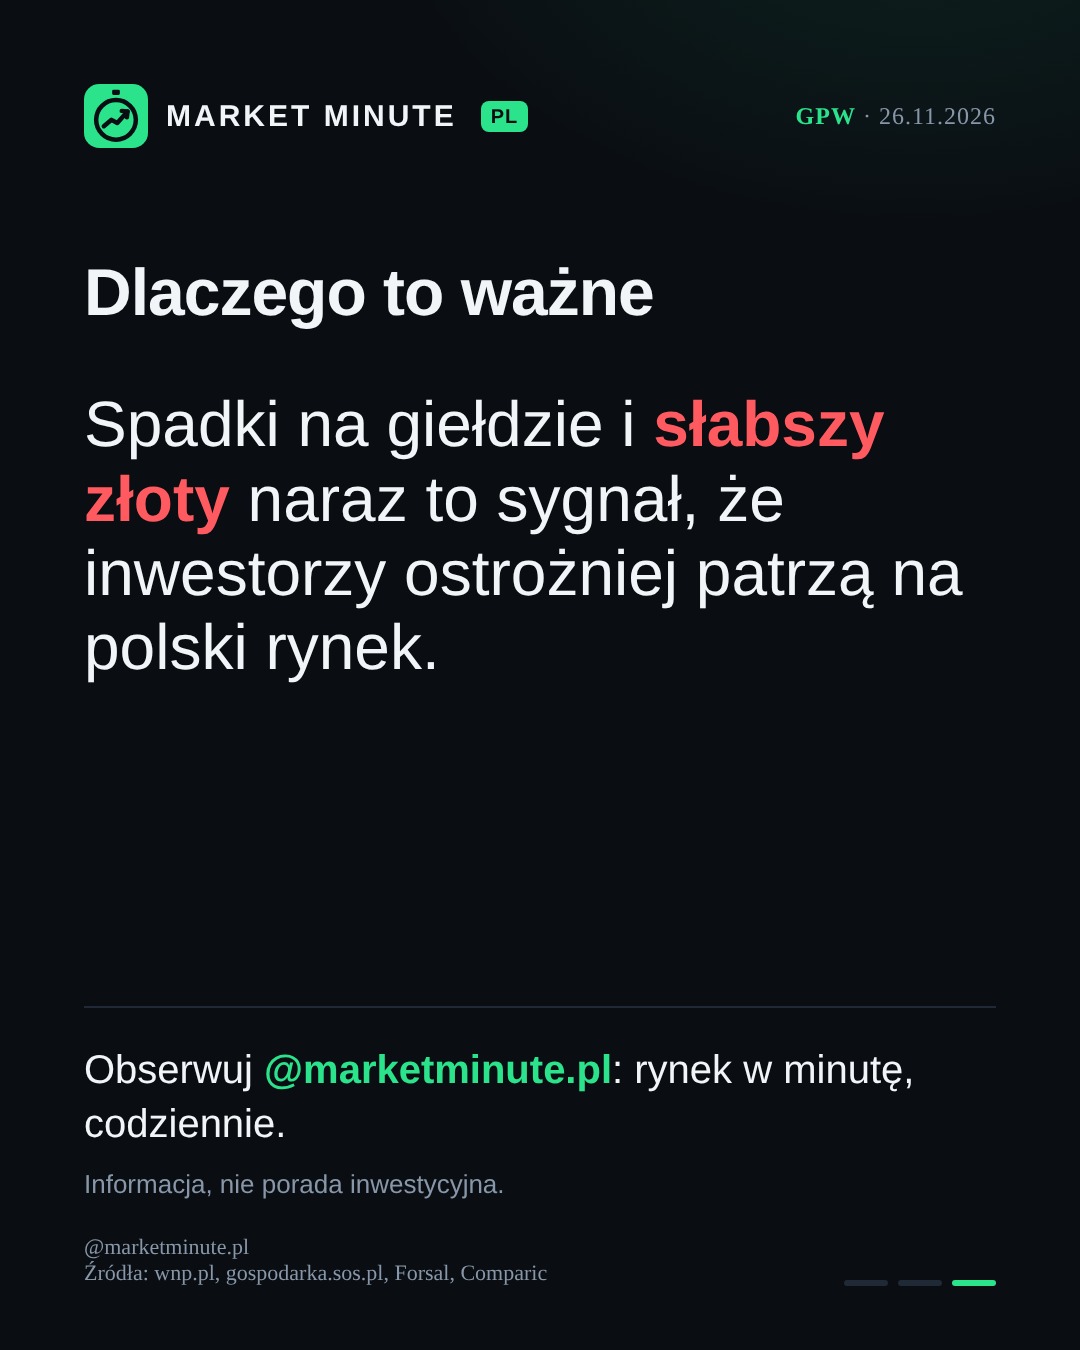 MARKET MINUTE PL
GPW · 26.11.2026
Dlaczego to ważne
Spadki na giełdzie i słabszy
złoty naraz to sygnał, że
inwestorzy ostrożniej patrzą na
polski rynek.
Obserwuj @marketminute.pl: rynek w minutę,
codziennie.
Informacja, nie porada inwestycyjna.
@marketminute.pl
Źródła: wnp.pl, gospodarka.sos.pl, Forsal, Comparic